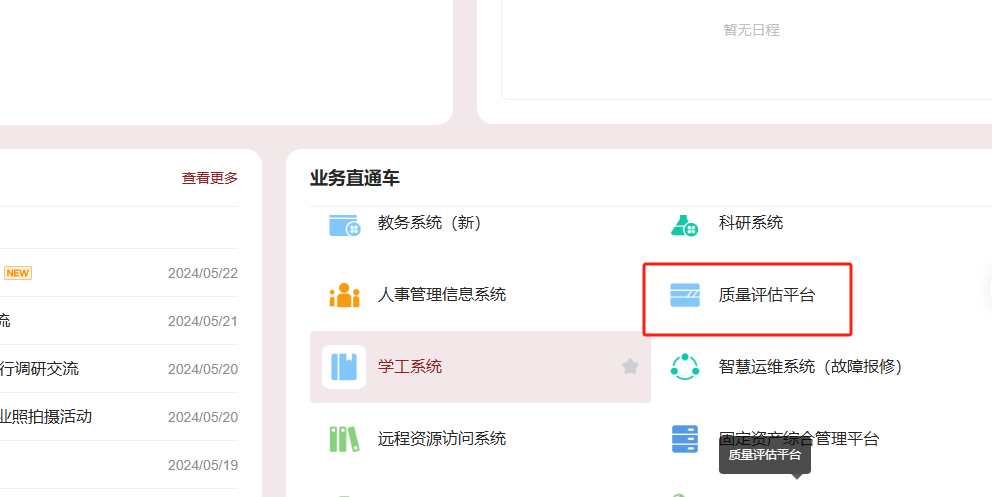 暂无日程
查看更多
NEW
2024/05/22
流
2024/05/21
行调研交流
2024/05/20
业照拍摄活动
2024/05/20
2024/05/19
业务直通车
教务系统（新）
科研系统
人事管理信息系统
质量评估平台
学工系统
智慧运维系统（故障报修）
远程资源访问系统
固定资产综合管理平台
质量评估平台